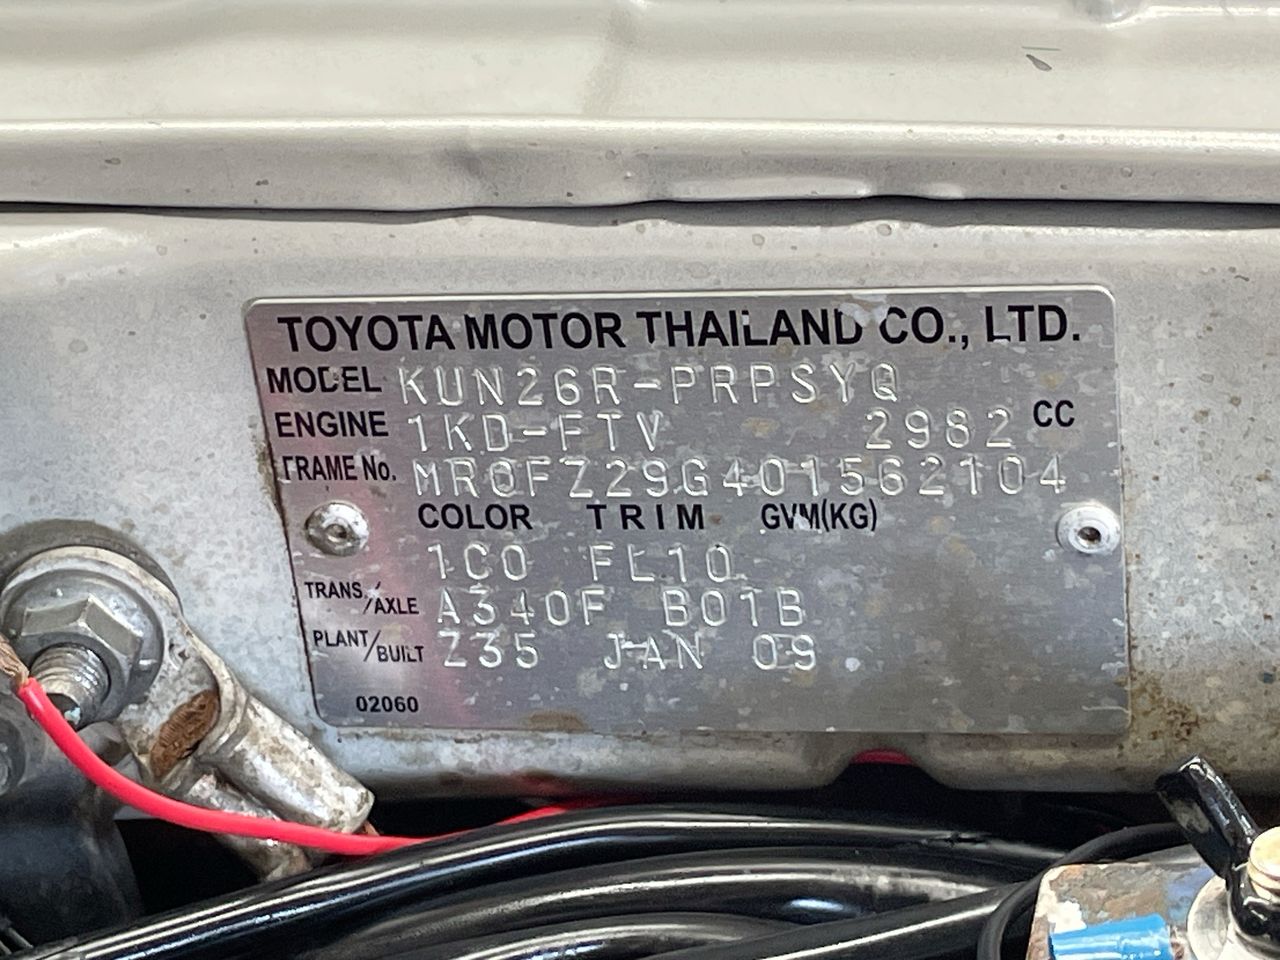 TOYOTA MOTOR THAILAND CO., LTD.
MODEL KUN26R-PRPSYQ
ENGINE 1KD-FTV 2982 CC
FRAME No. MR0FZ29G401562104
COLOR TRIM GVM(KG)
1C0 FL10
TRANS./AXLE A340F B01B
PLANT/BUILT Z35 JAN 09
02060